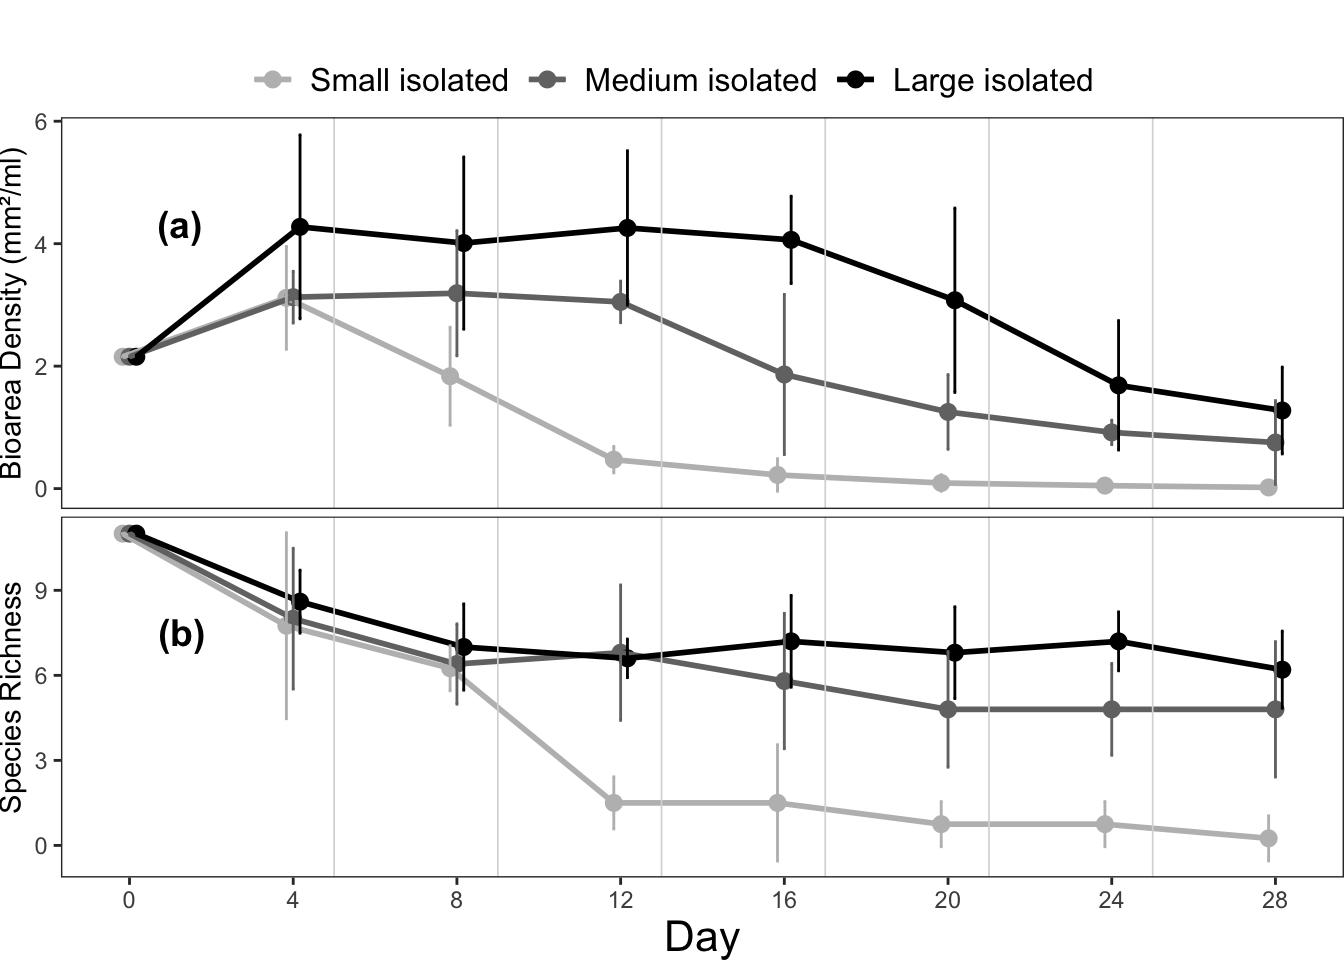 Small isolated Medium isolated Large isolated
Bioarea Density (mm²/ml)
6
4
2
0
(a)
Species Richness
9
6
3
0
(b)
0 4 8 12 16 20 24 28
Day